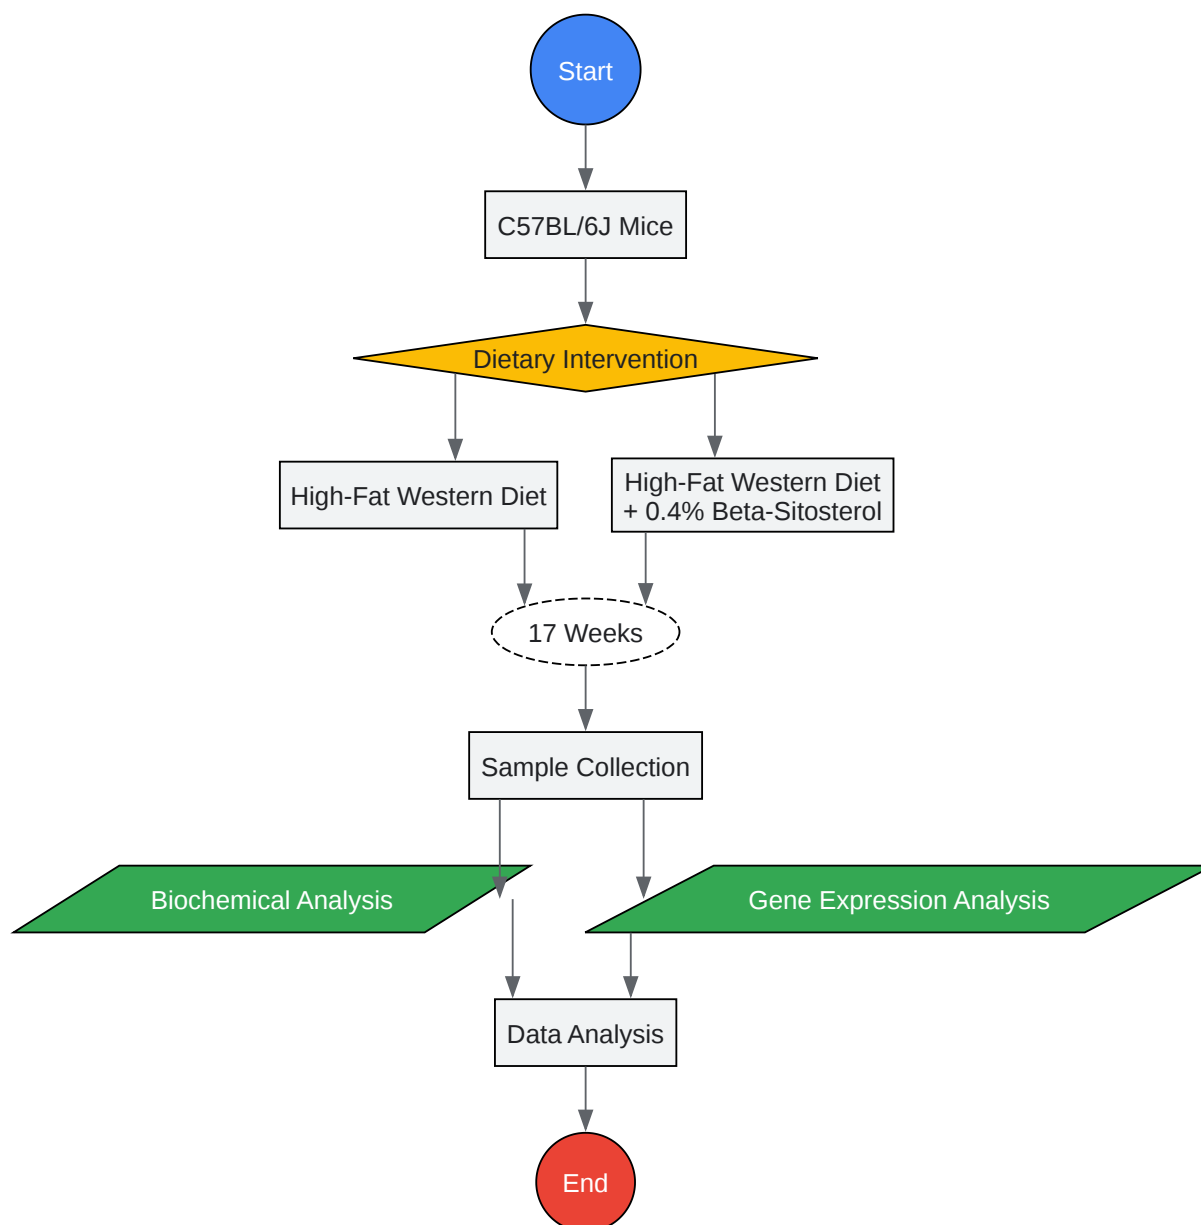 Start
C57BL/6J Mice
Dietary Intervention
High-Fat Western Diet
High-Fat Western Diet
+ 0.4% Beta-Sitosterol
17 Weeks
Sample Collection
Biochemical Analysis
Gene Expression Analysis
Data Analysis
End